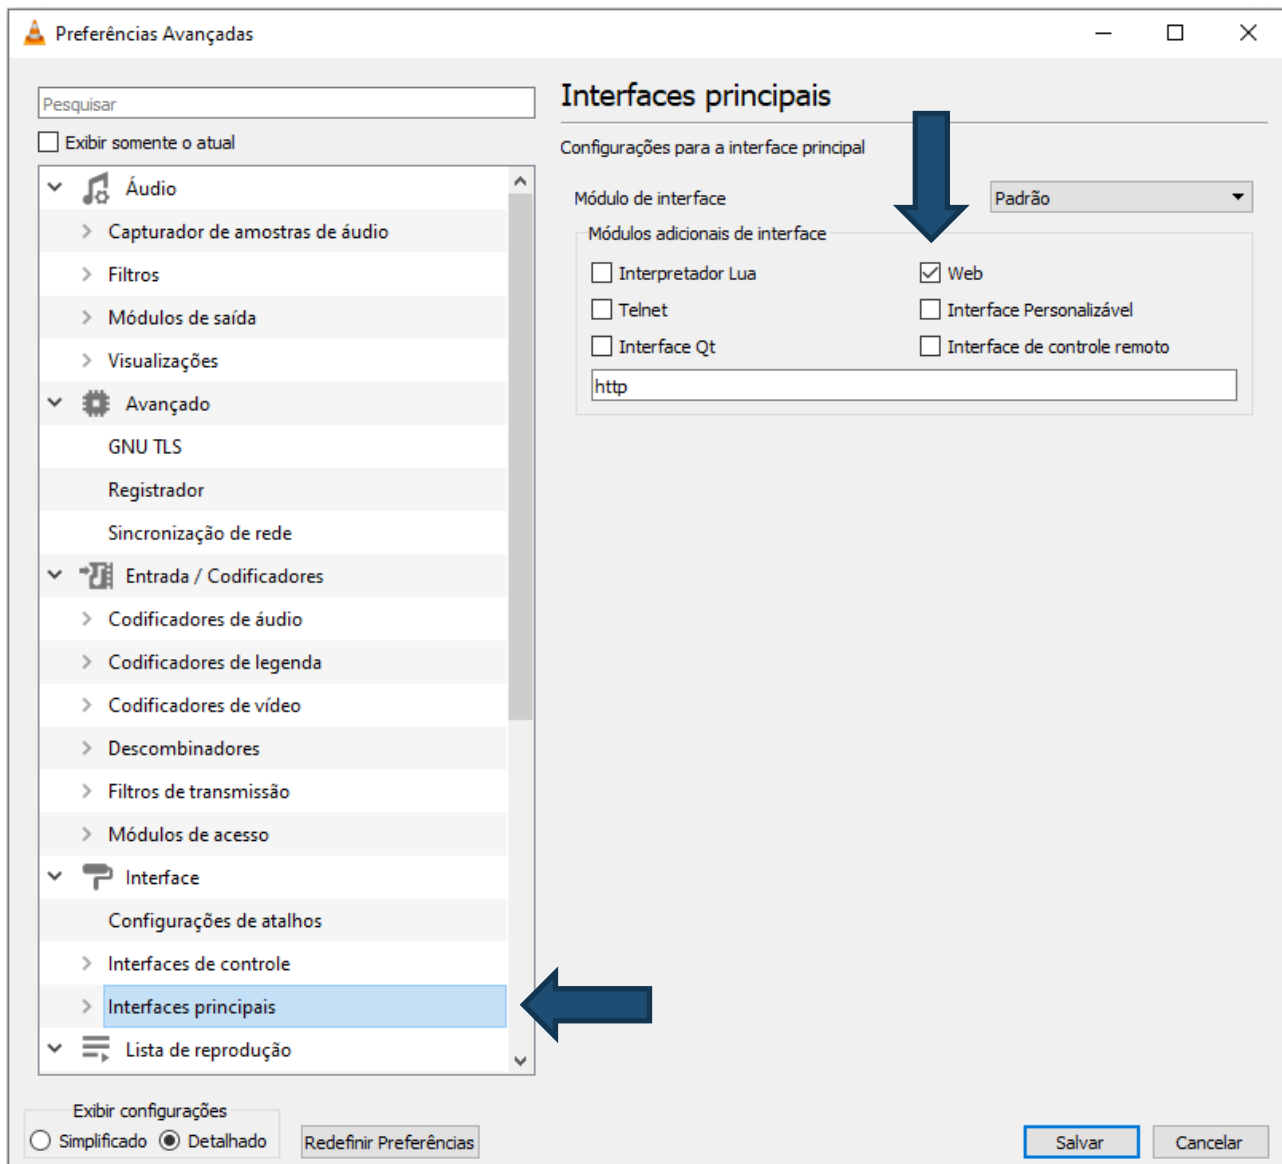 Preferências Avançadas
Pesquisar
Exibir somente o atual
Áudio
Capturador de amostras de áudio
Filtros
Módulos de saída
Visualizações
Avançado
GNU TLS
Registrador
Sincronização de rede
Entrada / Codificadores
Codificadores de áudio
Codificadores de legenda
Codificadores de vídeo
Descombinadores
Filtros de transmissão
Módulos de acesso
Interface
Configurações de atalhos
Interfaces de controle
Interfaces principais
Lista de reprodução
Interfaces principais
Configurações para a interface principal
Módulo de interface Padrão
Módulos adicionais de interface
Interpretador Lua Web
Telnet Interface Personalizável
Interface Qt Interface de controle remoto
http
Exibir configurações
Simplificado Detalhado Redefinir Preferências Salvar Cancelar